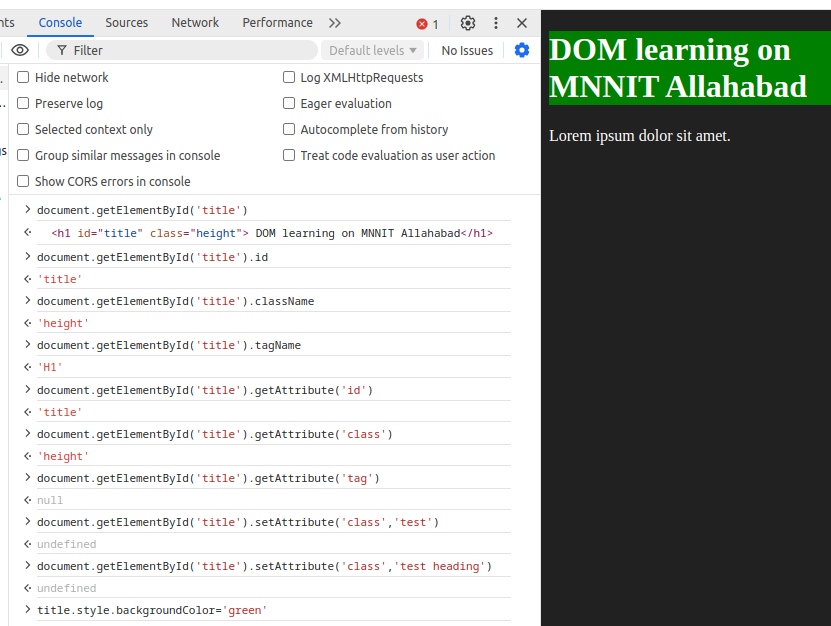 nts Console Sources Network Performance 1
Filter Default levels No Issues
Hide network Log XMLHttpRequests
Preserve log Eager evaluation
Selected context only Autocomplete from history
Group similar messages in console Treat code evaluation as user action
Show CORS errors in console
document.getElementById('title')
<h1 id="title" class="height"> DOM learning on MNNIT Allahabad</h1>
document.getElementById('title').id
'title'
document.getElementById('title').className
'height'
document.getElementById('title').tagName
'H1'
document.getElementById('title').getAttribute('id')
'title'
document.getElementById('title').getAttribute('class')
'height'
document.getElementById('title').getAttribute('tag')
null
document.getElementById('title').setAttribute('class','test')
undefined
document.getElementById('title').setAttribute('class','test heading')
undefined
title.style.backgroundColor='green'
DOM learning on
MNNIT Allahabad
Lorem ipsum dolor sit amet.